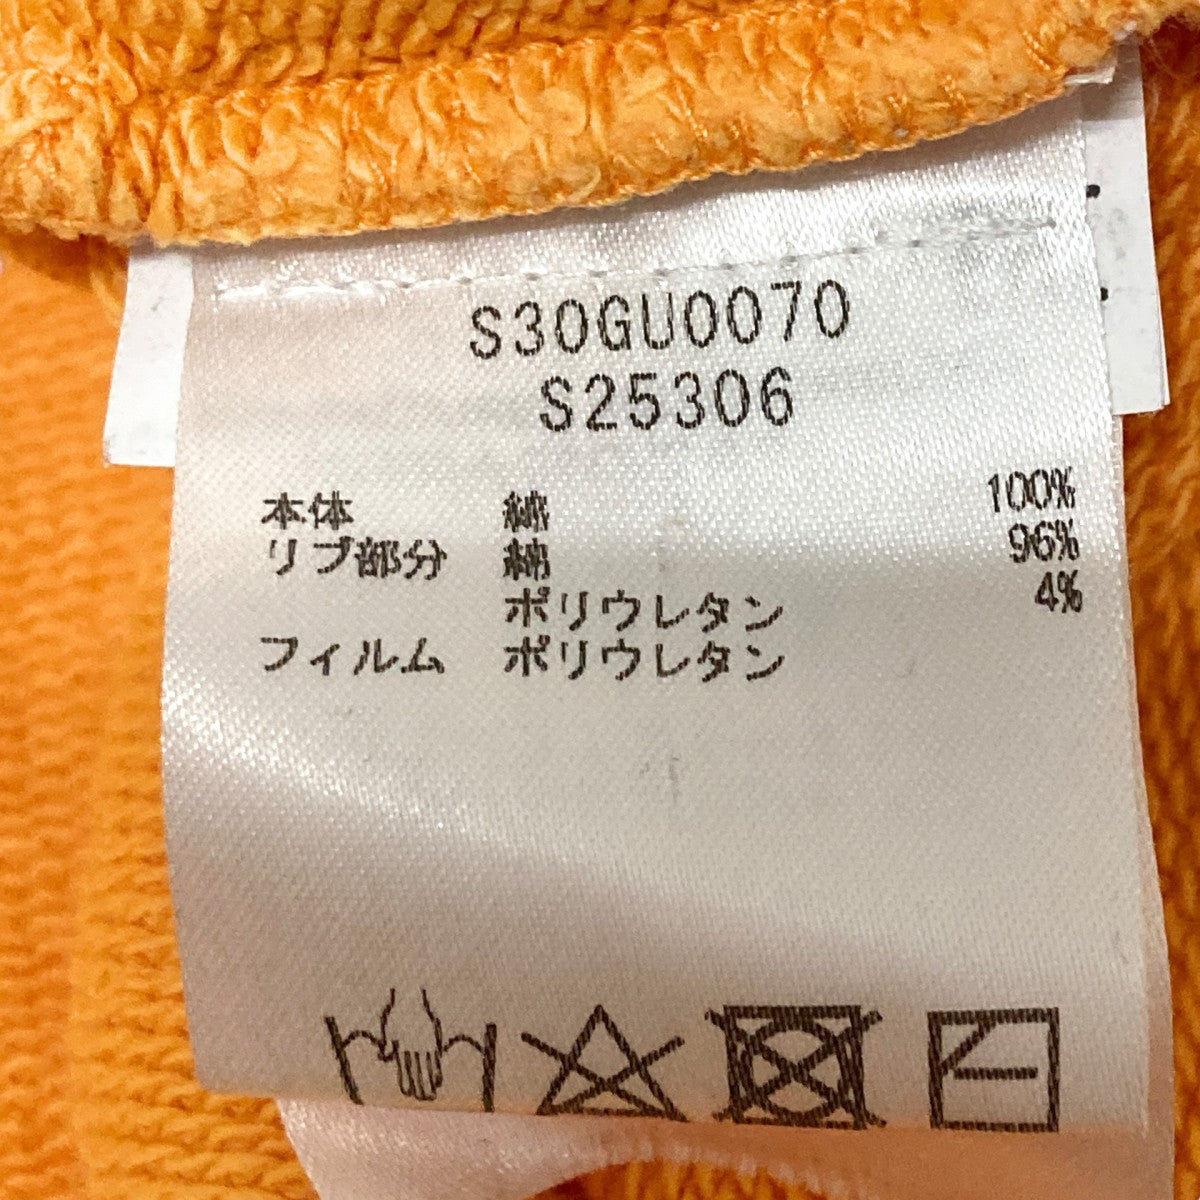 S30GU0070
S25306
本体 綿 100%
リブ部分 綿 96%
ポリウレタン 4%
フィルム ポリウレタン